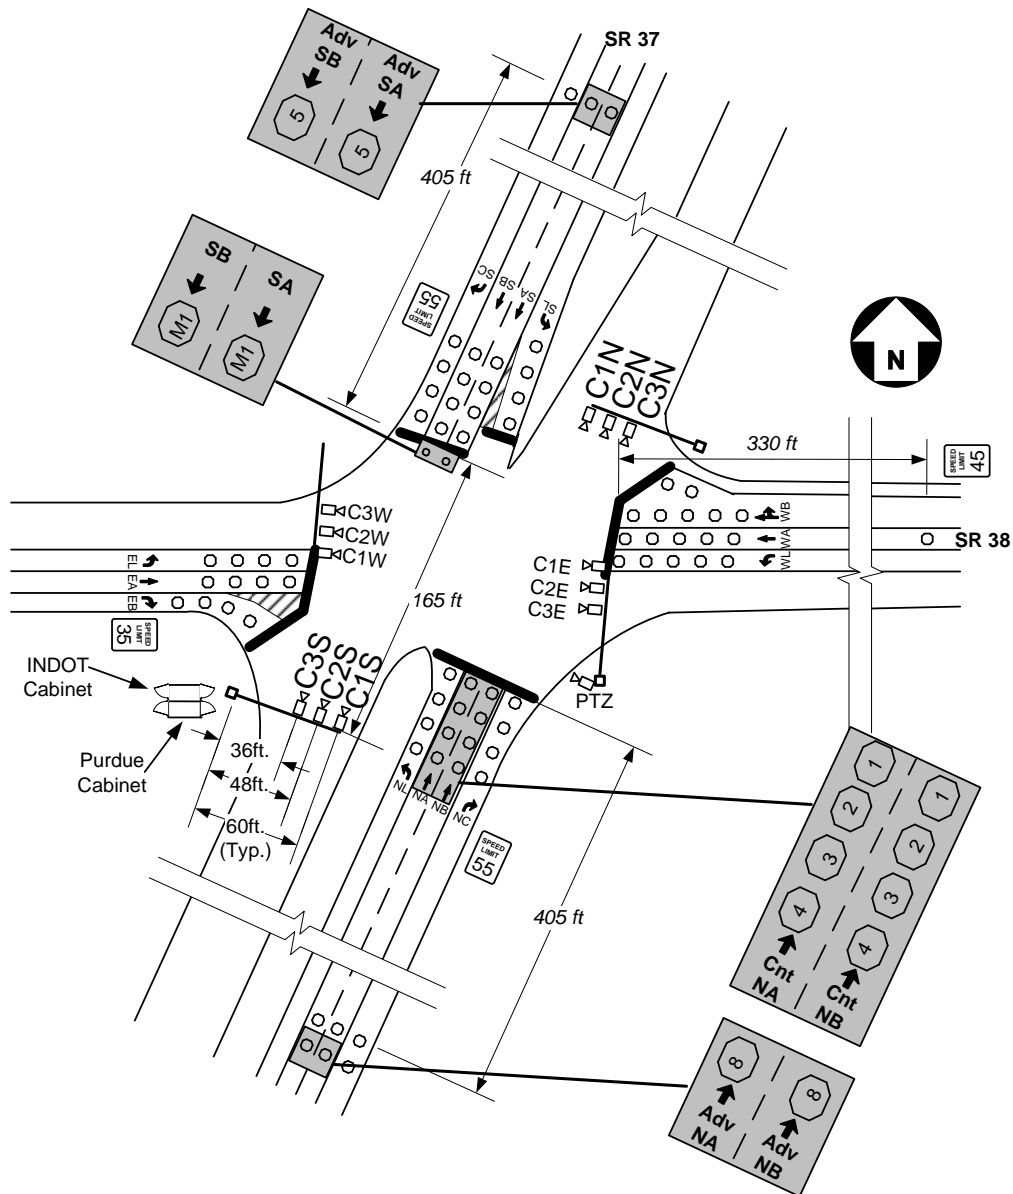 SR 37
Adv
SB
5
Adv
SA
5
405 ft
SB
M1
SA
M1
SPEED
LIMIT
55
SC
SB
SA
SL
C1N
C2N
C3N
N
330 ft
SPEED
LIMIT
45
SR 38
WB
WA
WL
C3W
C2W
C1W
C1E
C2E
C3E
PTZ
EL
EA
EB
SPEED
LIMIT
35
165 ft
INDOT
Cabinet
Purdue
Cabinet
C3S
C2S
C1S
36ft.
48ft.
60ft.
(Typ.)
NL
NA
NB
NC
SPEED
LIMIT
55
405 ft
1
2
3
4
Cnt
NA
1
2
3
4
Cnt
NB
8
Adv
NA
8
Adv
NB